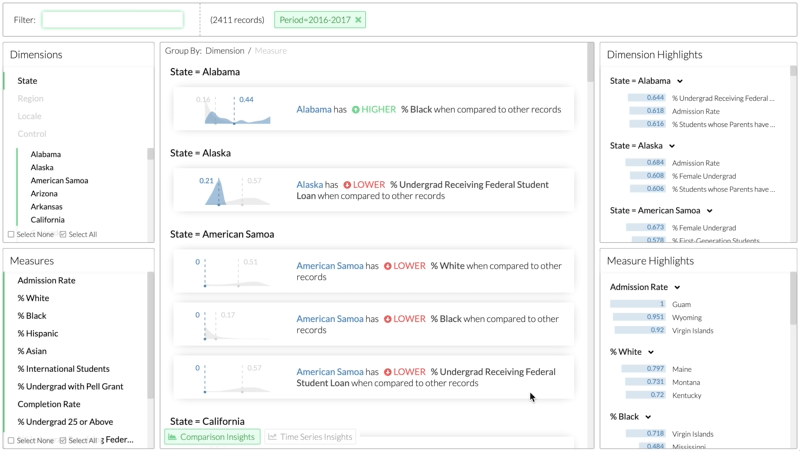 Filter:
(2411 records)
Period=2016-2017 ×
Dimensions
State
Region
Locale
Control
Alabama
Alaska
American Samoa
Arizona
Arkansas
California
Select None Select All
Measures
Admission Rate
% White
% Black
% Hispanic
% Asian
% International Students
% Undergrad with Pell Grant
Completion Rate
% Undergrad 25 or Above
Select None Select All
Group By: Dimension / Measure
State = Alabama
0.16 0.44
Alabama has HIGHER % Black when compared to other records
State = Alaska
0.21 0.57
Alaska has LOWER % Undergrad Receiving Federal Student
Loan when compared to other records
State = American Samoa
0 0.51
American Samoa has LOWER % White when compared to other
records
0 0.17
American Samoa has LOWER % Black when compared to other
records
0 0.57
American Samoa has LOWER % Undergrad Receiving Federal
Student Loan when compared to other records
State = California
Comparison Insights
Time Series Insights
Dimension Highlights
State = Alabama
0.644 % Undergrad Receiving Federal ...
0.618 Admission Rate
0.616 % Students whose Parents have ...
State = Alaska
0.684 Admission Rate
0.608 % Female Undergrad
0.606 % Students whose Parents have ...
State = American Samoa
0.673 % Female Undergrad
0.578 % First-Generation Students
Measure Highlights
Admission Rate
1 Guam
0.951 Wyoming
0.92 Virgin Islands
% White
0.797 Maine
0.731 Montana
0.72 Kentucky
% Black
0.718 Virgin Islands
0.484 Mississippi